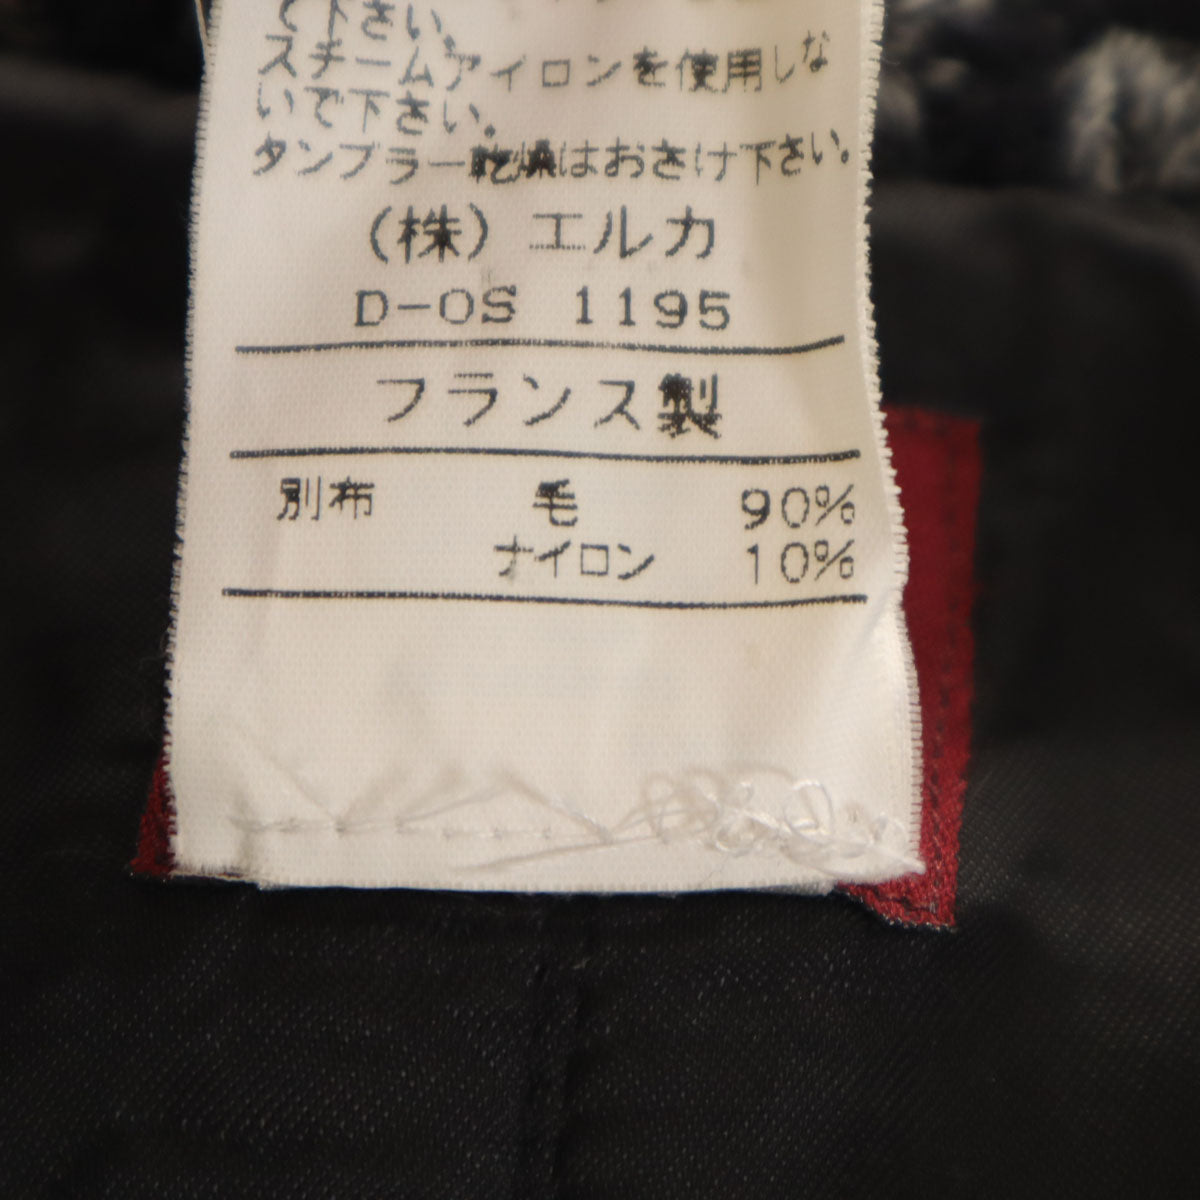 て下さい。
スチームアイロンを使用しな
いで下さい。
タンブラー乾燥はおさけ下さい。
（株）エルカ
D-OS 1195
フランス製
別布 毛 90%
ナイロン 10%